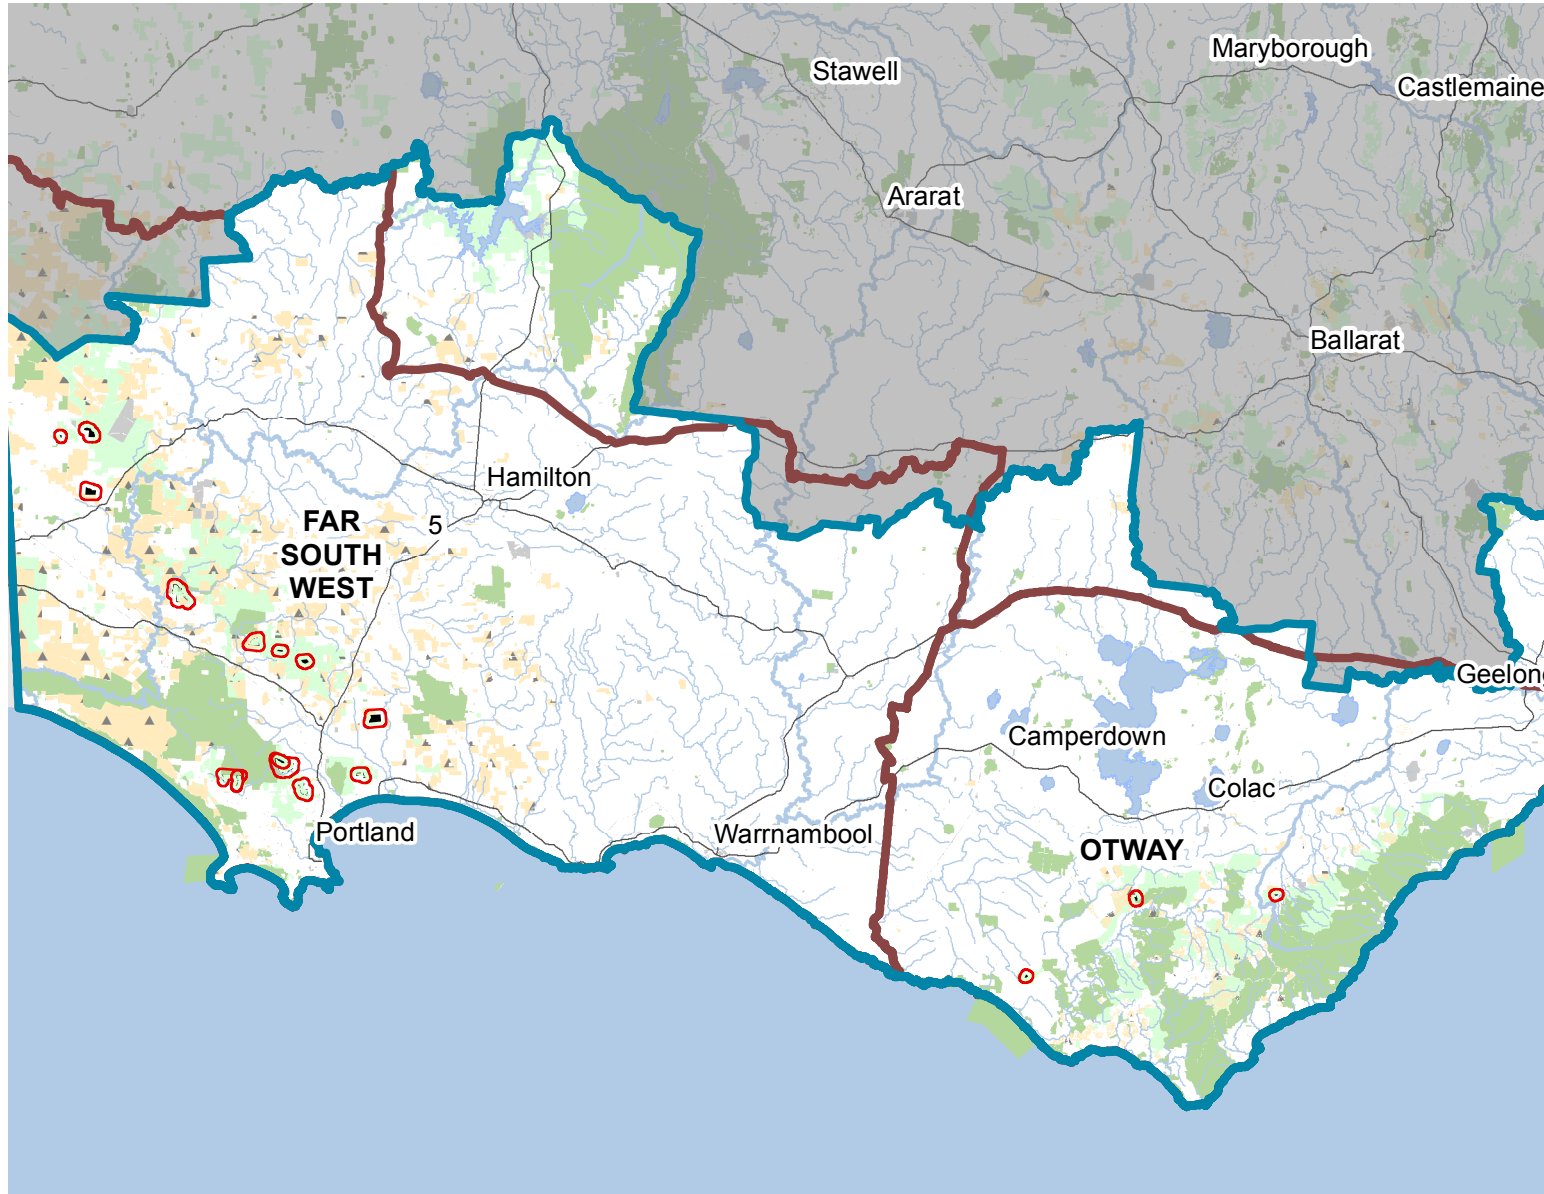 Maryborough
Stawell
Castlemaine
Ararat
Ballarat
Hamilton
FAR
SOUTH
WEST
5
Geelong
Camperdown
Colac
Portland
Warrnambool
OTWAY